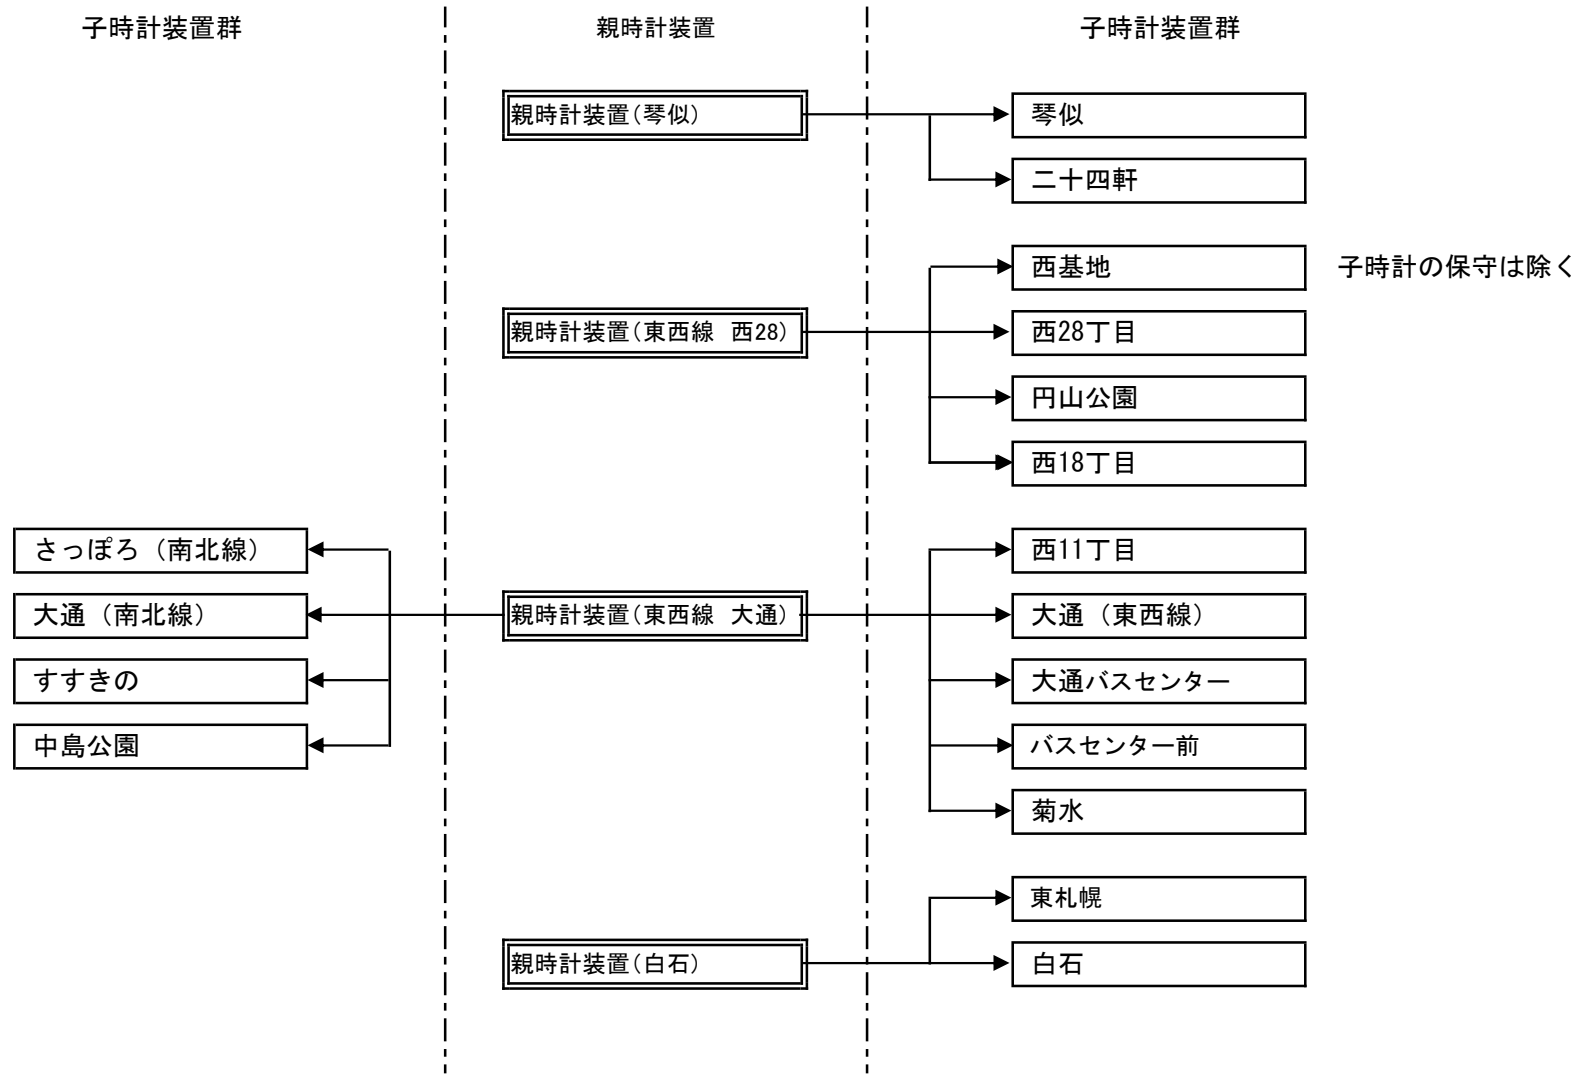 子時計装置群
親時計装置
子時計装置群
親時計装置(琴似)
琴似
二十四軒
西基地
子時計の保守は除く
親時計装置(東西線　西28)
西28丁目
円山公園
西18丁目
さっぽろ（南北線）
西11丁目
大通（南北線）
親時計装置(東西線　大通)
大通（東西線）
すすきの
大通バスセンター
中島公園
バスセンター前
菊水
東札幌
親時計装置(白石)
白石